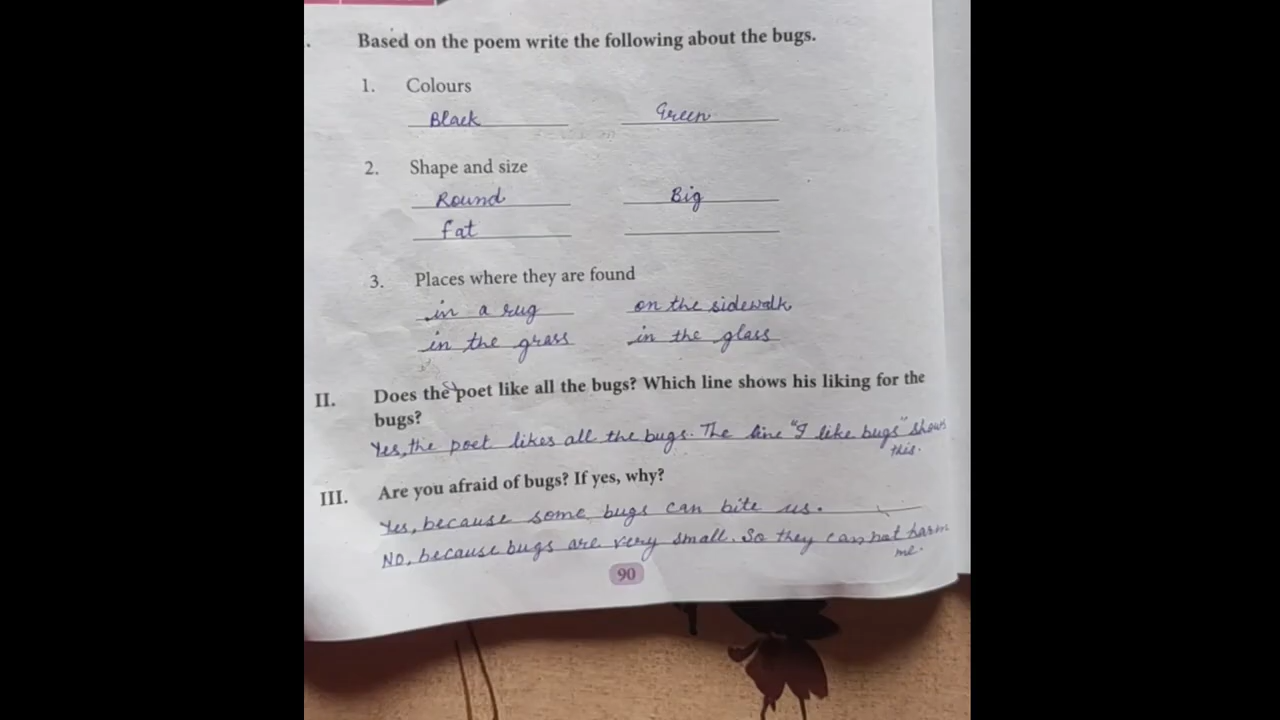 . Based on the poem write the following about the bugs.
1. Colours
Black Green
2. Shape and size
Round Big
fat
3. Places where they are found
in a rug on the sidewalk
in the grass in the glass
II. Does the poet like all the bugs? Which line shows his liking for the
bugs?
Yes, the poet likes all the bugs. The line "I like bugs" shows
this.
III. Are you afraid of bugs? If yes, why?
Yes, because some bugs can bite us.
No, because bugs are very small. So they can not harm
me.
90